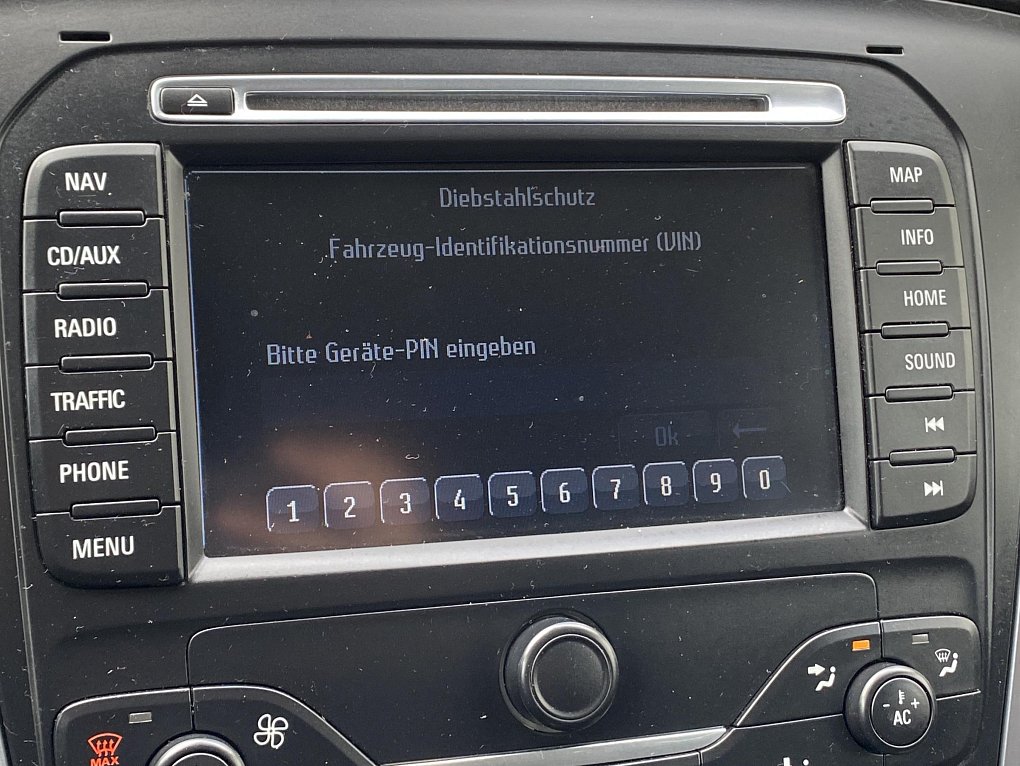 NAV
CD/AUX
RADIO
TRAFFIC
PHONE
MENU
Diebstahlschutz
Fahrzeug-Identifikationsnummer (VIN)
Bitte Geräte-PIN eingeben
Ok
1 2 3 4 5 6 7 8 9 0
MAP
INFO
HOME
SOUND
MAX
- +
AC